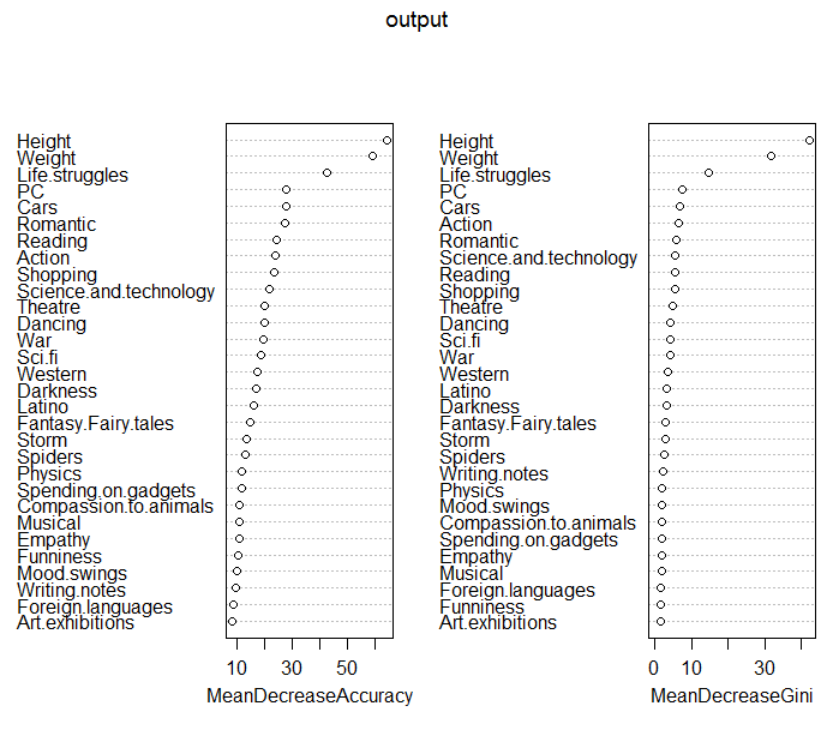 output
Height
Weight
Life.struggles
PC
Cars
Romantic
Reading
Action
Shopping
Science.and.technology
Theatre
Dancing
War
Sci.fi
Western
Darkness
Latino
Fantasy.Fairy.tales
Storm
Spiders
Physics
Spending.on.gadgets
Compassion.to.animals
Musical
Empathy
Funniness
Mood.swings
Writing.notes
Foreign.languages
Art.exhibitions
10 30 50
MeanDecreaseAccuracy
Height
Weight
Life.struggles
PC
Cars
Action
Romantic
Science.and.technology
Reading
Shopping
Theatre
Dancing
Sci.fi
War
Western
Latino
Darkness
Fantasy.Fairy.tales
Storm
Spiders
Writing.notes
Physics
Mood.swings
Compassion.to.animals
Spending.on.gadgets
Empathy
Musical
Foreign.languages
Funniness
Art.exhibitions
0 10 30
MeanDecreaseGini